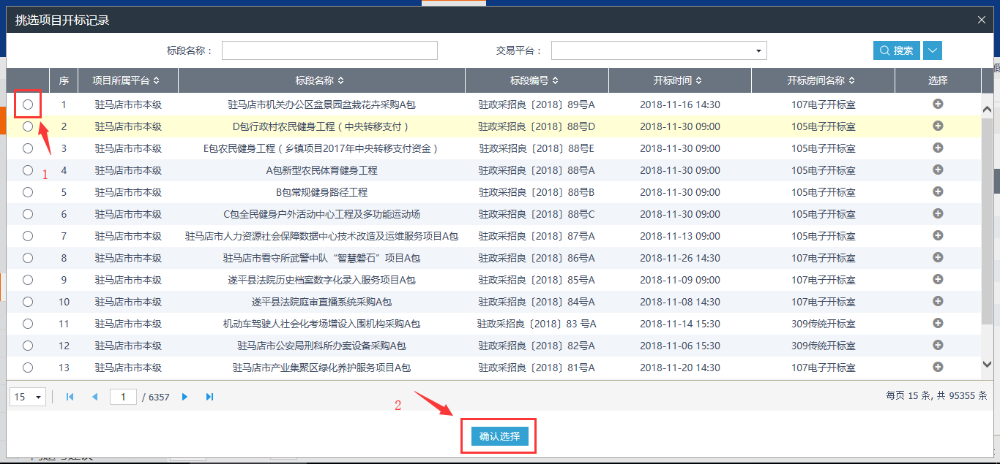 挑选项目开标记录
标段名称： 交易平台： 搜索
序 项目所属平台 标段名称 标段编号 开标时间 开标房间名称 选择
1 驻马店市市本级 驻马店市机关办公区盆景园盆栽花卉采购A包 驻政采招良〔2018〕89号A 2018-11-16 14:30 107电子开标室
2 驻马店市市本级 D包行政村农民健身工程（中央转移支付） 驻政采招良〔2018〕88号D 2018-11-30 09:00 105电子开标室
3 驻马店市市本级 E包农民健身工程（乡镇项目2017年中央转移支付资金） 驻政采招良〔2018〕88号E 2018-11-30 09:00 105电子开标室
1
4 驻马店市市本级 A包新型农民体育健身工程 驻政采招良〔2018〕88号A 2018-11-30 09:00 105电子开标室
5 驻马店市市本级 B包常规健身路径工程 驻政采招良〔2018〕88号B 2018-11-30 09:00 105电子开标室
6 驻马店市市本级 C包全民健身户外活动中心工程及多功能运动场 驻政采招良〔2018〕88号C 2018-11-30 09:00 105电子开标室
7 驻马店市市本级 驻马店市人力资源社会保障数据中心技术改造及运维服务项目A包 驻政采招良〔2018〕87号A 2018-11-13 09:00 105电子开标室
8 驻马店市市本级 驻马店市看守所武警中队“智慧磐石”项目A包 驻政采招良〔2018〕86号A 2018-11-26 14:30 107电子开标室
9 驻马店市市本级 遂平县法院历史档案数字化录入服务项目A包 驻政采招良〔2018〕85号A 2018-11-09 09:00 107电子开标室
10 驻马店市市本级 遂平县法院庭审直播系统采购A包 驻政采招良〔2018〕84号A 2018-11-08 14:30 107电子开标室
11 驻马店市市本级 机动车驾驶人社会化考场增设入围机构采购A包 驻政采招良〔2018〕83 号A 2018-11-14 15:30 309传统开标室
12 驻马店市市本级 驻马店市公安局刑科所办案设备采购A包 驻政采招良〔2018〕82号A 2018-11-06 15:30 309传统开标室
13 驻马店市市本级 驻马店市产业集聚区绿化养护服务项目A包 驻政采招良〔2018〕81号A 2018-11-20 14:30 107电子开标室
15 1 / 6357 每页 15 条, 共 95355 条
2
确认选择